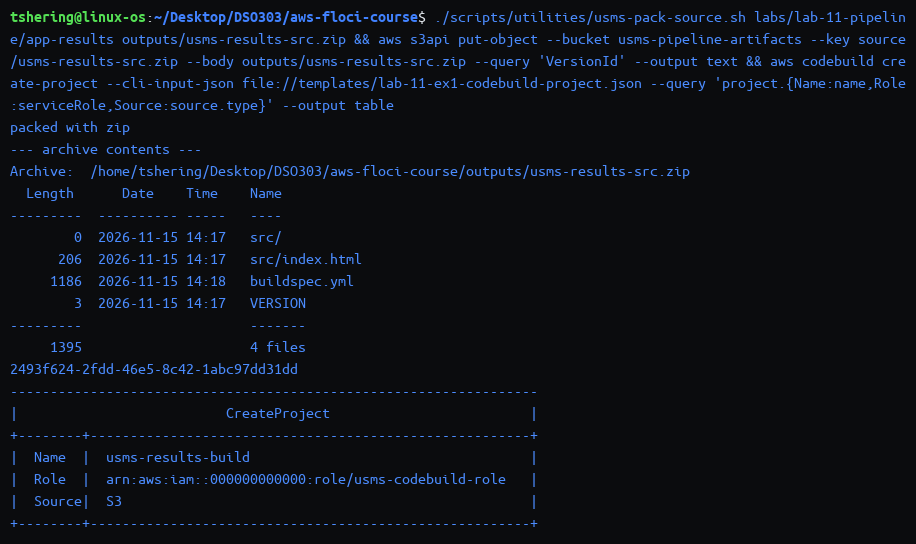 tshering@linux-os:~/Desktop/DSO303/aws-floci-course$ ./scripts/utilities/usms-pack-source.sh labs/lab-11-pipelin
e/app-results outputs/usms-results-src.zip && aws s3api put-object --bucket usms-pipeline-artifacts --key source
/usms-results-src.zip --body outputs/usms-results-src.zip --query 'VersionId' --output text && aws codebuild cre
ate-project --cli-input-json file://templates/lab-11-ex1-codebuild-project.json --query 'project.{Name:name,Role
:serviceRole,Source:source.type}' --output table
packed with zip
--- archive contents ---
Archive:  /home/tshering/Desktop/DSO303/aws-floci-course/outputs/usms-results-src.zip
  Length      Date    Time    Name
---------  ---------- -----   ----
        0  2026-11-15 14:17   src/
      206  2026-11-15 14:17   src/index.html
     1186  2026-11-15 14:18   buildspec.yml
        3  2026-11-15 14:17   VERSION
---------                     -------
     1395                     4 files
2493f624-2fdd-46e5-8c42-1abc97dd31dd
------------------------------------------------------------------
|                          CreateProject                         |
+--------+-------------------------------------------------------+
|  Name  |  usms-results-build                                   |
|  Role  |  arn:aws:iam::000000000000:role/usms-codebuild-role   |
|  Source|  S3                                                   |
+--------+-------------------------------------------------------+